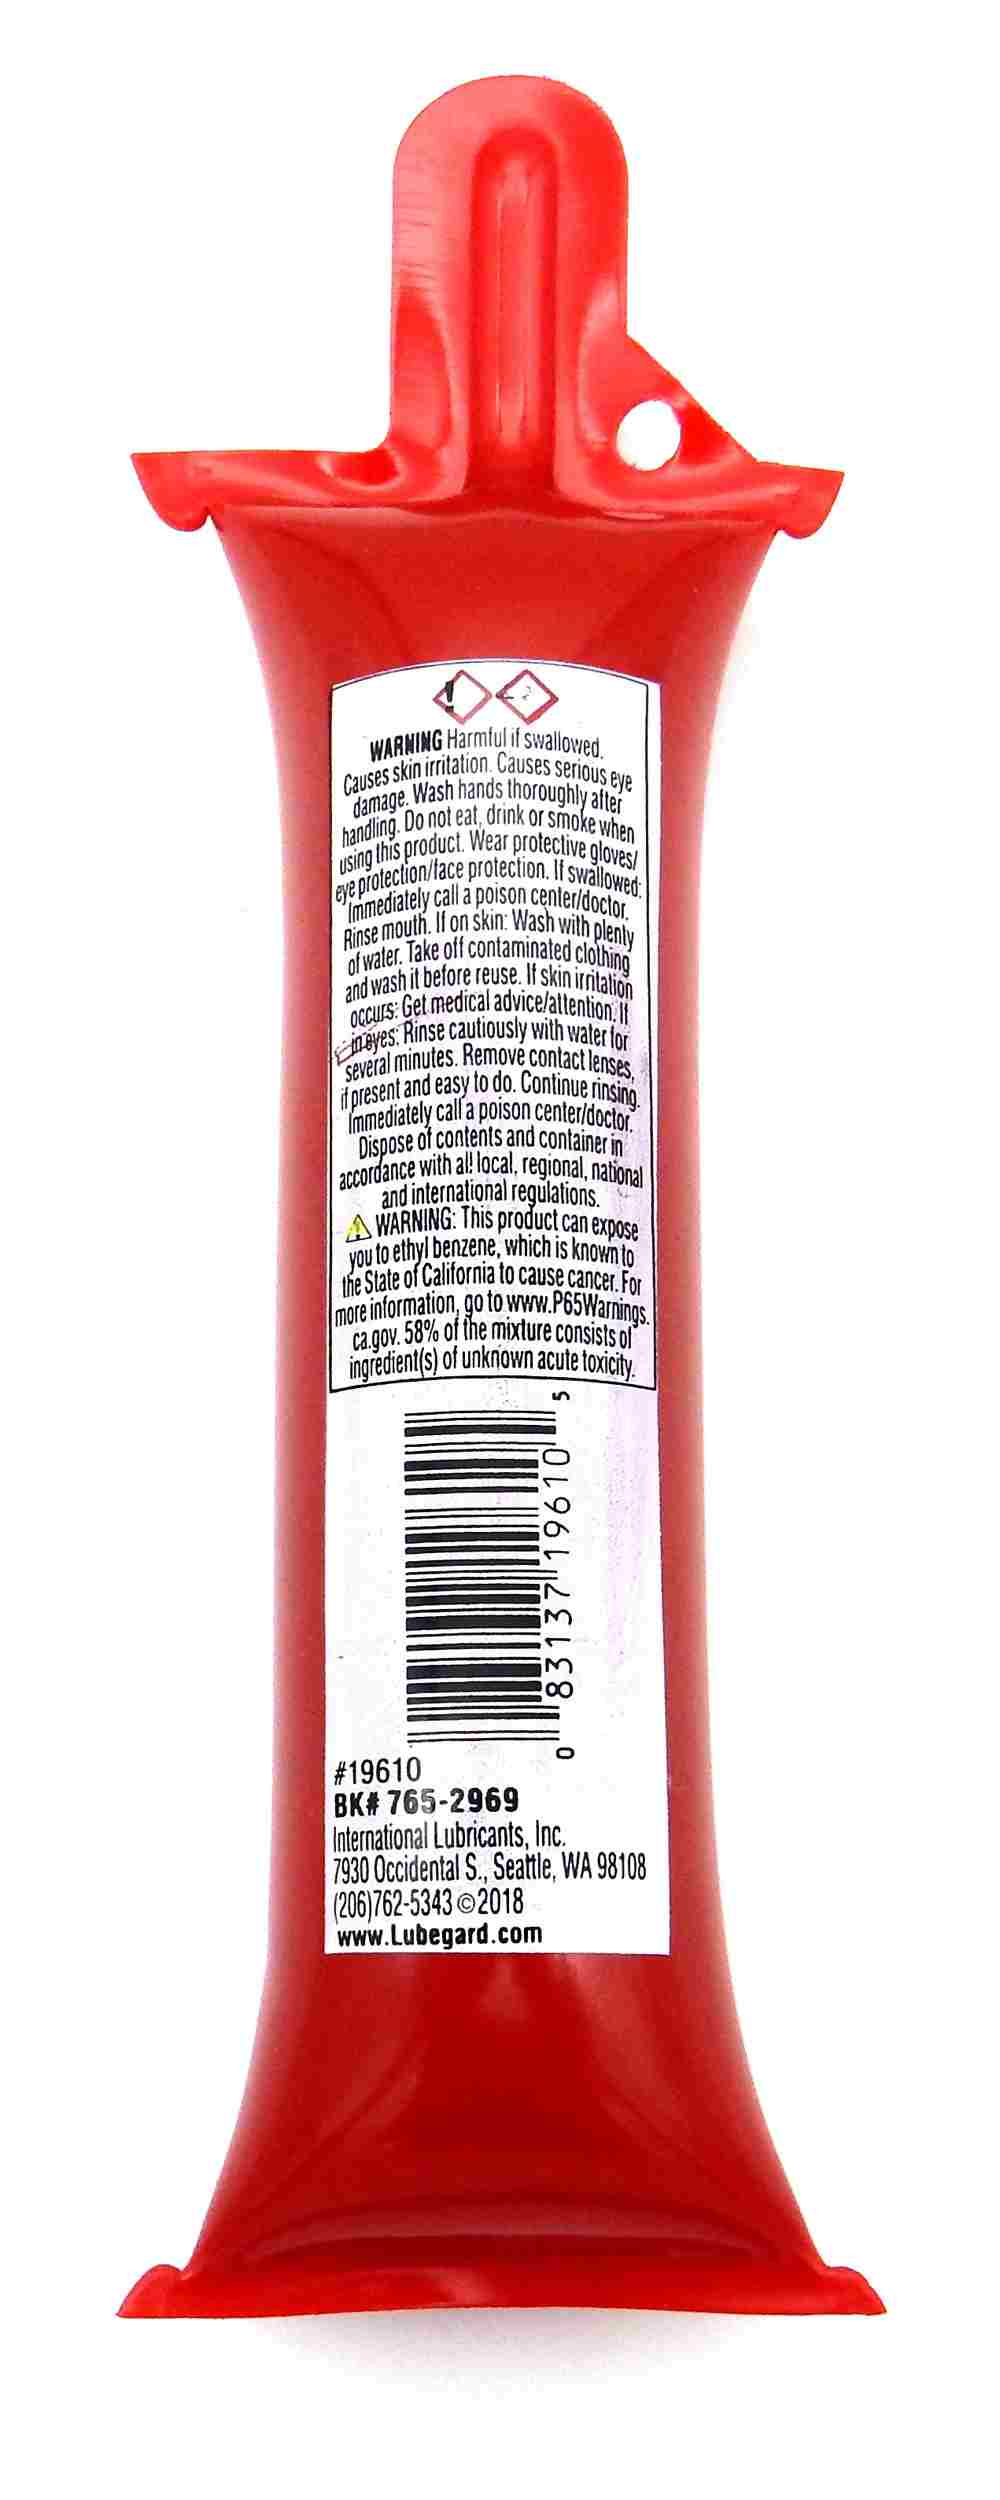 WARNING Harmful if swallowed.
Causes skin irritation. Causes serious eye
damage. Wash hands thoroughly after
handling. Do not eat, drink or smoke when
using this product. Wear protective gloves/
eye protection/face protection. If swallowed:
Immediately call a poison center/doctor.
Rinse mouth. If on skin: Wash with plenty
of water. Take off contaminated clothing
and wash it before reuse. If skin irritation
occurs: Get medical advice/attention. If
in eyes: Rinse cautiously with water for
several minutes. Remove contact lenses,
if present and easy to do. Continue rinsing.
Immediately call a poison center/doctor.
Dispose of contents and container in
accordance with all local, regional, national
and international regulations.
WARNING: This product can expose
you to ethyl benzene, which is known to
the State of California to cause cancer. For
more information, go to www.P65Warnings.
ca.gov. 58% of the mixture consists of
ingredient(s) of unknown acute toxicity.
0 83137 19610 5
#19610
BK# 765-2969
International Lubricants, Inc.
7930 Occidental S., Seattle, WA 98108
(206)762-5343 ©2018
www.Lubegard.com